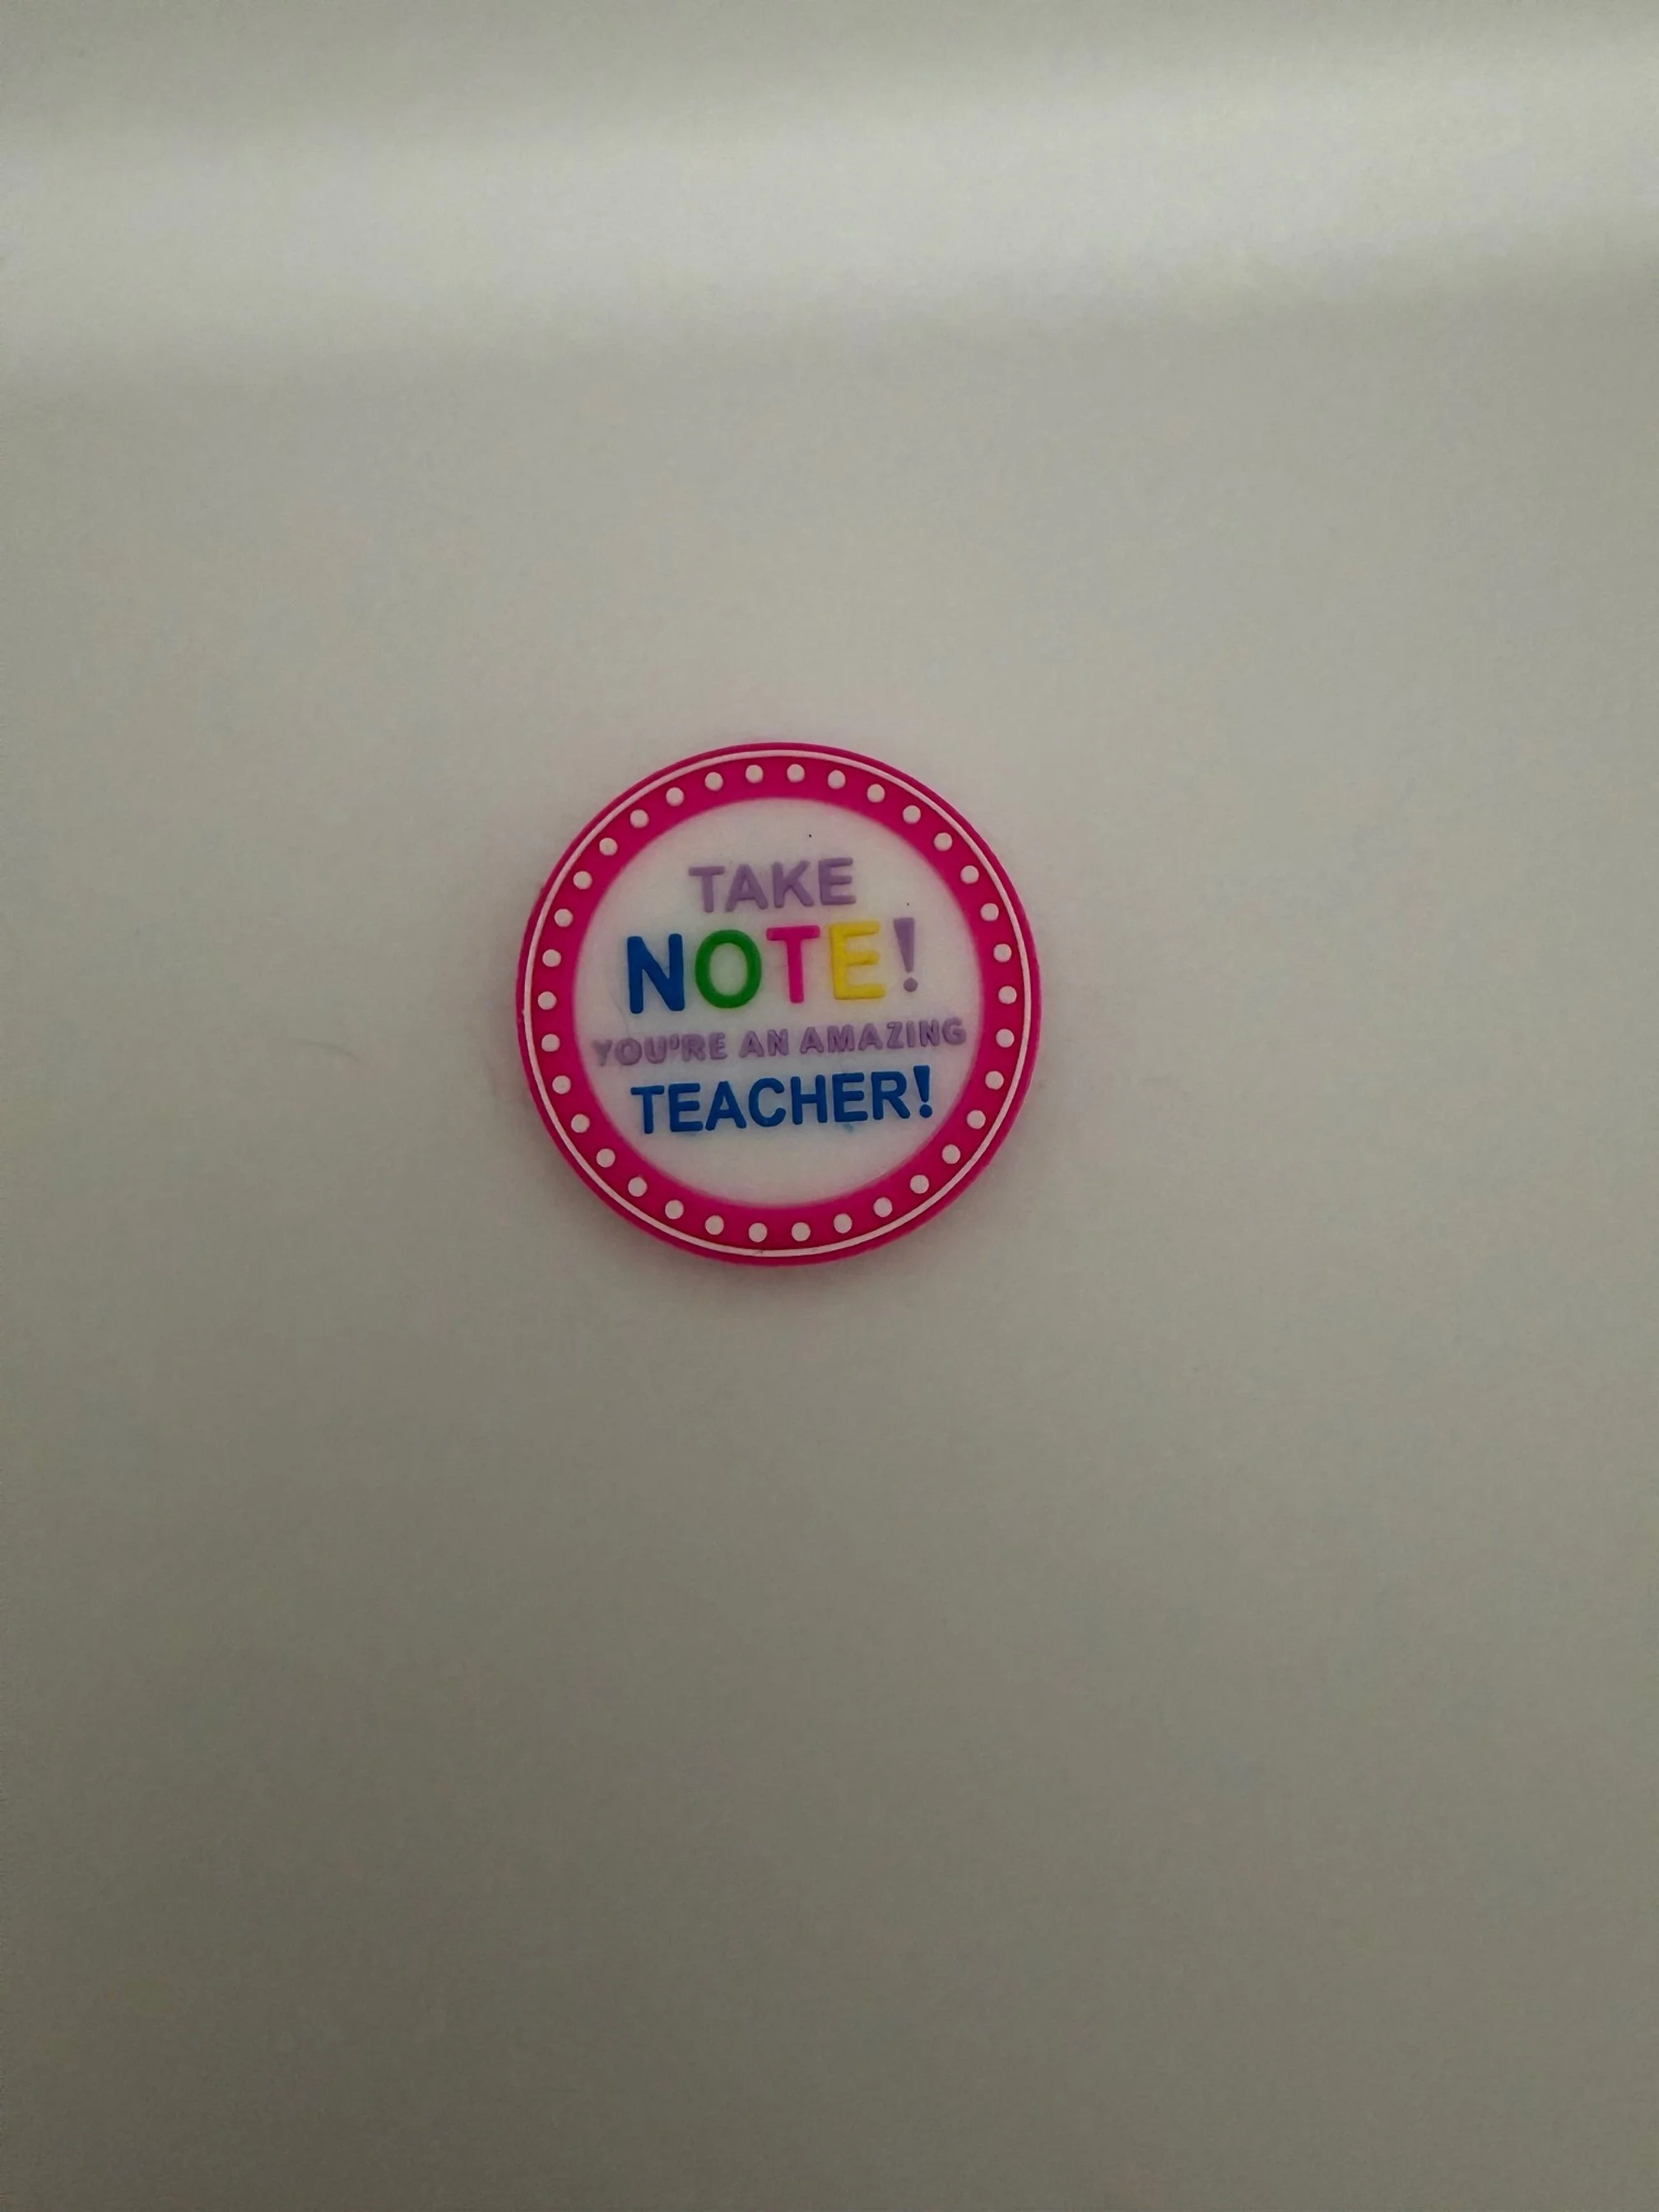 TAKE
NOTE!
YOU'RE AN AMAZING
TEACHER!